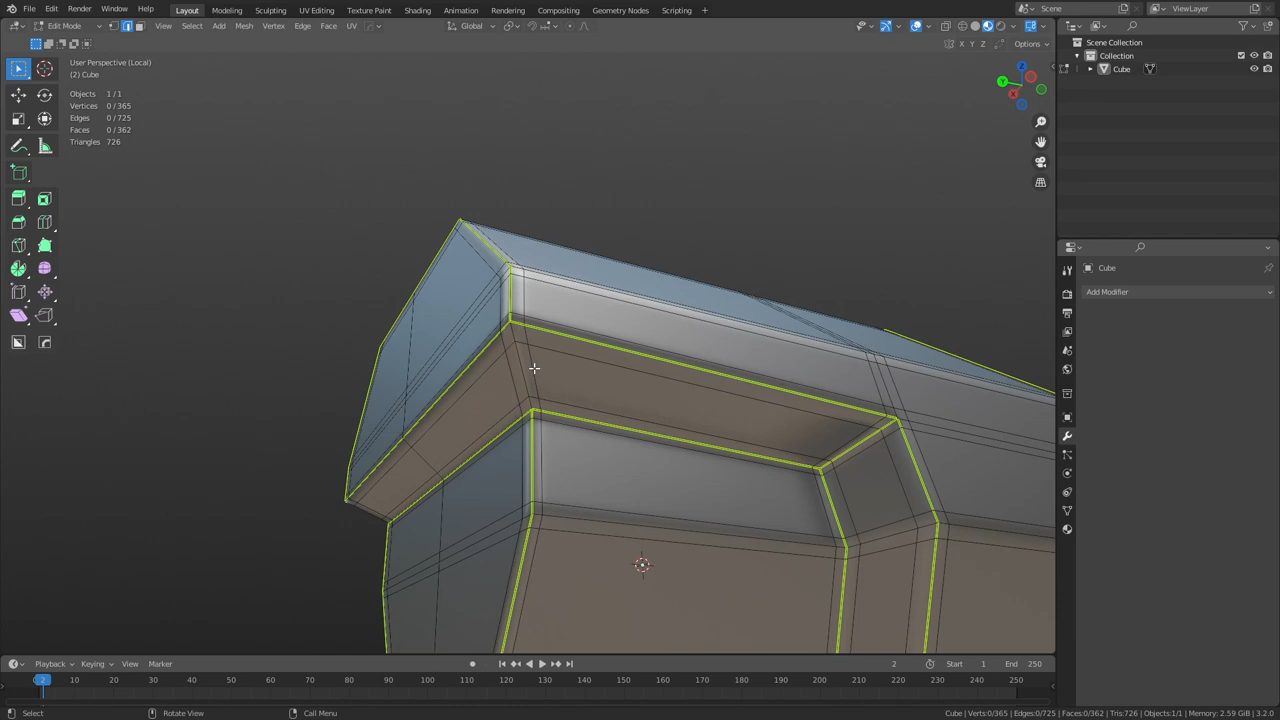 File Edit Render Window Help Layout Modeling Sculpting UV Editing Texture Paint Shading Animation Rendering Compositing Geometry Nodes Scripting + Scene ViewLayer
Edit Mode View Select Add Mesh Vertex Edge Face UV Global
X Y Z Options
User Perspective (Local)
(2) Cube
Objects 1 / 1
Vertices 0 / 365
Edges 0 / 725
Faces 0 / 362
Triangles 726
Z
Y
X
Scene Collection
Collection
Cube
Cube
Add Modifier
Playback Keying View Marker 2 Start 1 End 250
2 10 20 30 40 50 60 70 80 90 100 110 120 130 140 150 160 170 180 190 200 210 220 230 240 250
Select Rotate View Call Menu Cube | Verts:0/365 | Edges:0/725 | Faces:0/362 | Tris:726 | Objects:1/1 | Memory: 2.59 GiB | 3.2.0